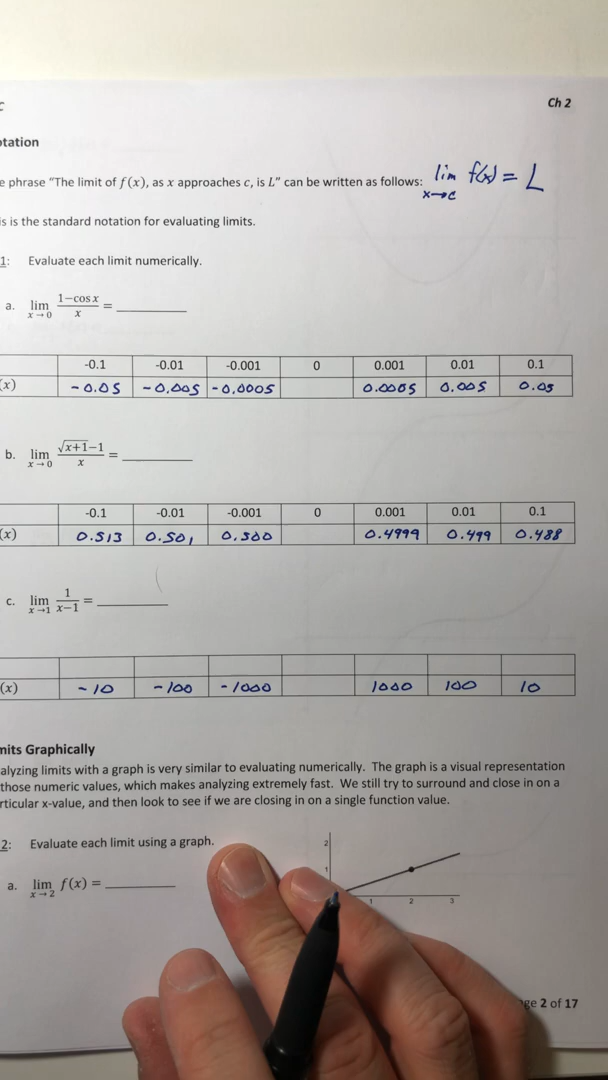 Ch 2
phrase "The limit of f(x), as x approaches c, is L" can be written as follows: lim x→c f(x) = L
is the standard notation for evaluating limits.
1: Evaluate each limit numerically.
a. lim x→0 (1−cos x)/x = ________
-0.1 -0.01 -0.001 0 0.001 0.01 0.1
(x) -0.05 -0.005 -0.0005 0.0005 0.005 0.05
b. lim x→0 (√x+1−1)/x = ________
-0.1 -0.01 -0.001 0 0.001 0.01 0.1
(x) 0.513 0.501 0.500 0.4999 0.499 0.488
c. lim x→1 1/(x−1) = ________
(x) -10 -100 -1000 1000 100 10
Graphically
alyzing limits with a graph is very similar to evaluating numerically. The graph is a visual representation
those numeric values, which makes analyzing extremely fast. We still try to surround and close in on a
rticular x-value, and then look to see if we are closing in on a single function value.
2: Evaluate each limit using a graph.
2
1
a. lim x→2 f(x) = ________
1 2 3
ge 2 of 17